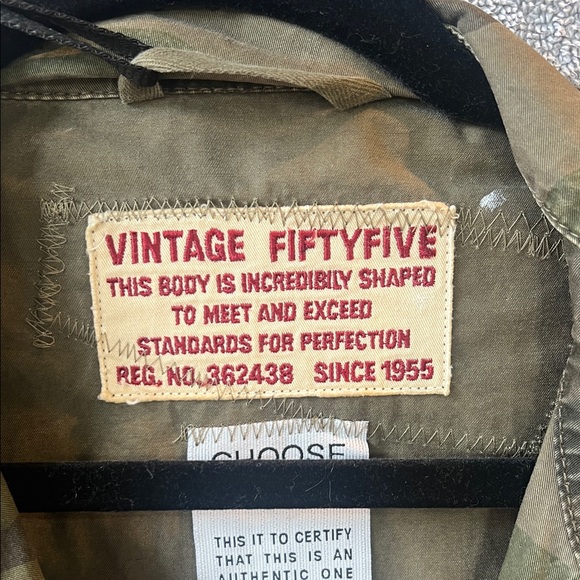 VINTAGE FIFTYFIVE
THIS BODY IS INCREDIBILY SHAPED
TO MEET AND EXCEED
STANDARDS FOR PERFECTION
REG. NO. 362438 SINCE 1955
CHOOSE
THIS IT TO CERTIFY
THAT THIS IS AN
AUTHENTIC ONE